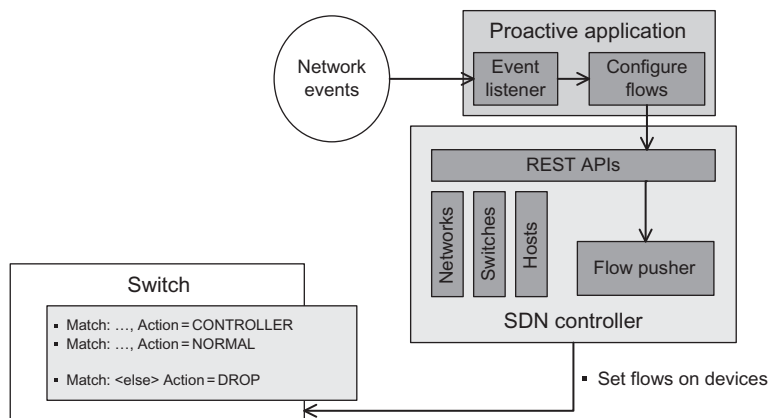 Proactive application
Network
events
Event
listener
Configure
flows
REST APIs
Networks
Switches
Hosts
Flow pusher
SDN controller
Switch
▪ Match: …, Action=CONTROLLER
▪ Match: …, Action=NORMAL
▪ Match: <else> Action=DROP
▪ Set flows on devices